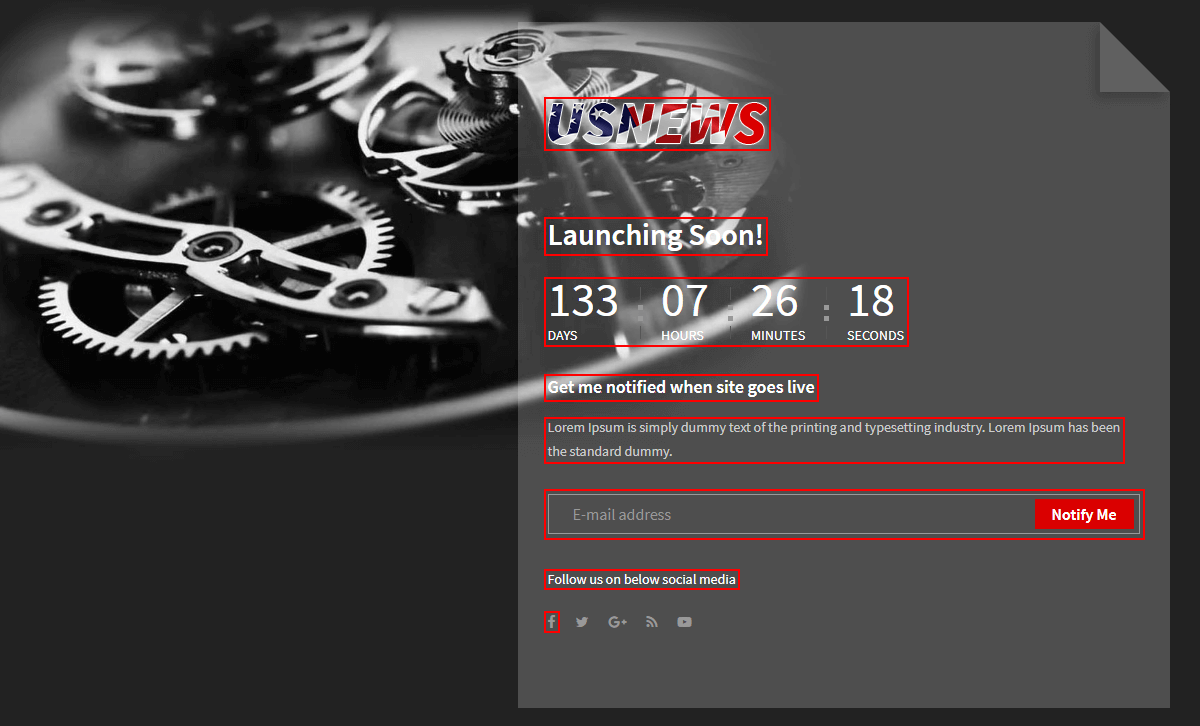 USNEWS
Launching Soon!
133 : 07 : 26 : 18
DAYS HOURS MINUTES SECONDS
Get me notified when site goes live
Lorem Ipsum is simply dummy text of the printing and typesetting industry. Lorem Ipsum has been
the standard dummy.
E-mail address Notify Me
Follow us on below social media